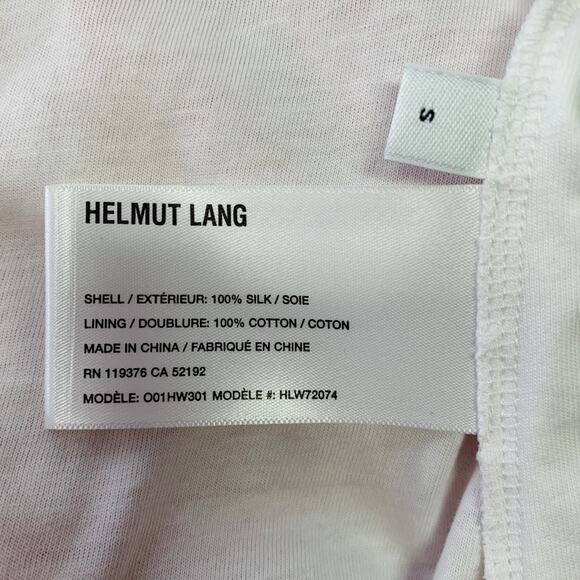 S
HELMUT LANG
SHELL / EXTÉRIEUR: 100% SILK / SOIE
LINING / DOUBLURE: 100% COTTON / COTON
MADE IN CHINA / FABRIQUÉ EN CHINE
RN 119376 CA 52192
MODÈLE: O01HW301 MODÈLE #: HLW72074